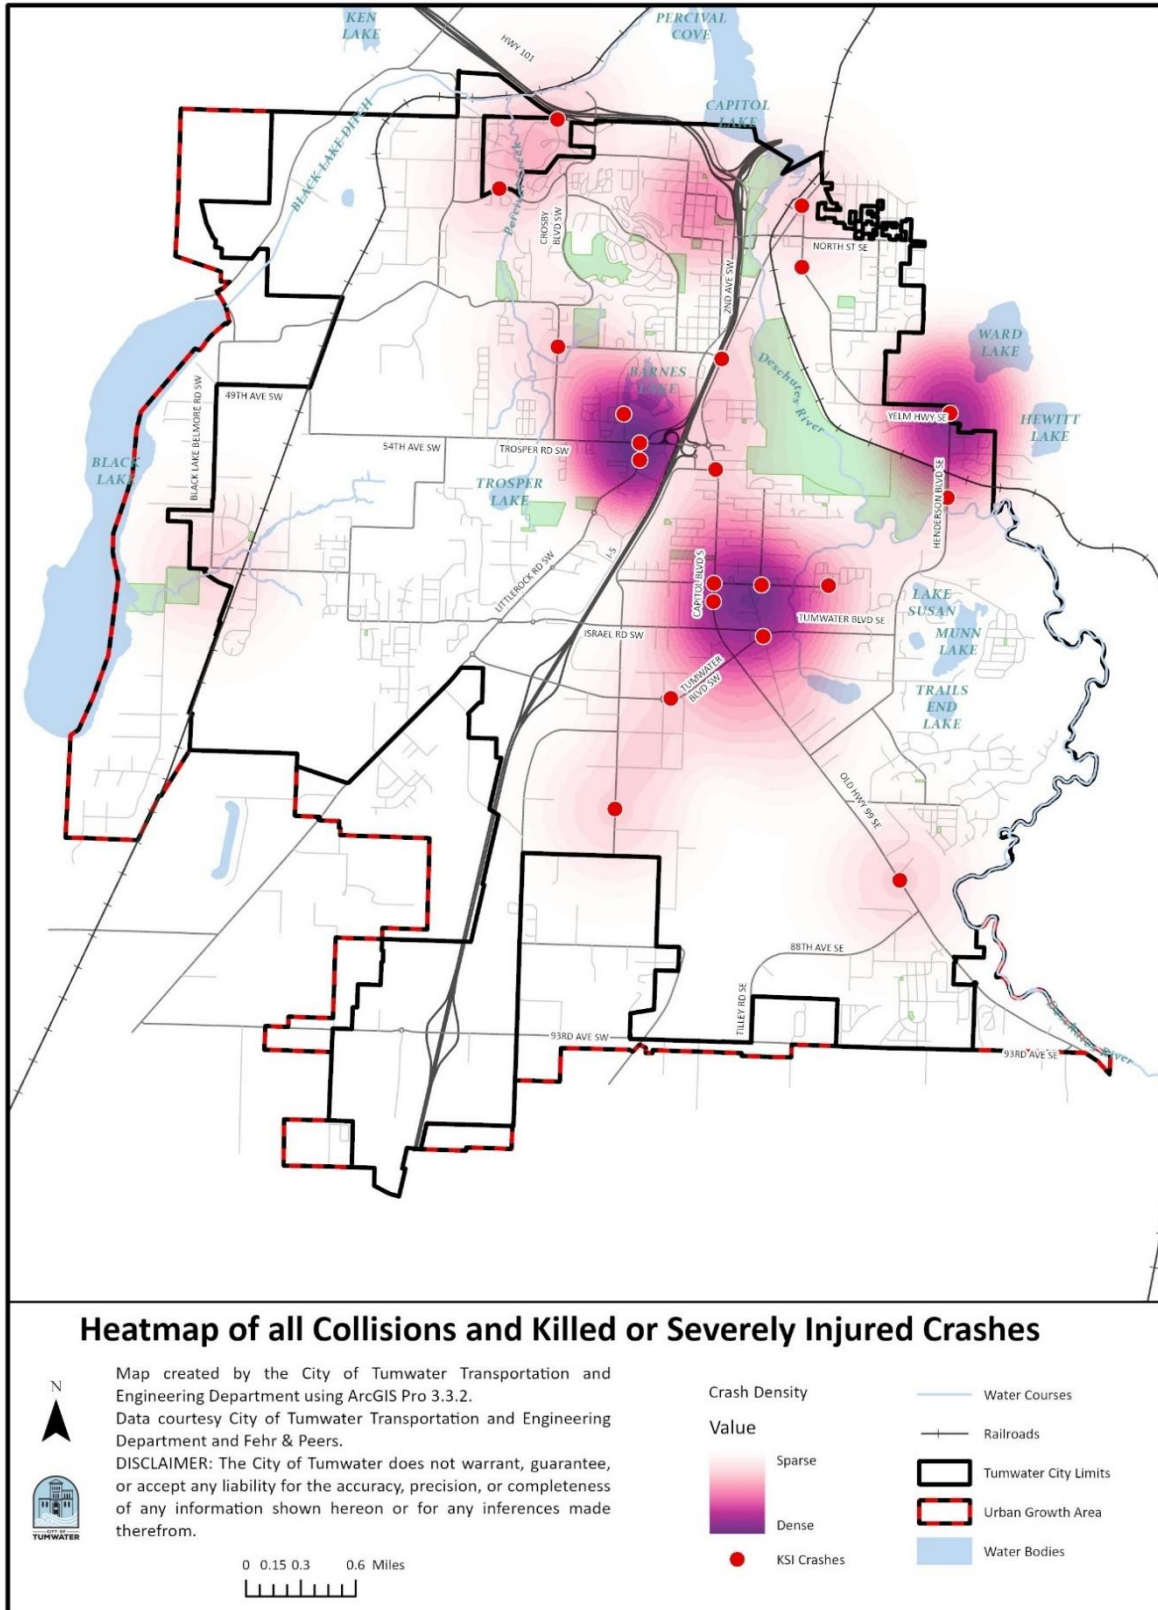 KEN
LAKE
PERCIVAL
COVE
HWY 101
CAPITOL
LAKE
BLACK LAKE DITCH
Percival Creek
CROSBY
BLVD SW
NORTH ST SE
2ND AVE SW
WARD
LAKE
BARNES
LAKE
Deschutes River
YELM HWY SE
HEWITT
LAKE
49TH AVE SW
BLACK LAKE BELMORE RD SW
54TH AVE SW
TROSPER RD SW
BLACK
LAKE
TROSPER
LAKE
HENDERSON BLVD SE
I-5
LITTLEROCK RD SW
CAPITOL BLVD S
LAKE
SUSAN
TUMWATER BLVD SE
ISRAEL RD SW
MUNN
LAKE
TUMWATER
BLVD SW
TRAILS
END
LAKE
OLD HWY 99 SE
88TH AVE SE
TILLEY RD SE
93RD AVE SW
93RD AVE SE
Deschutes River
Heatmap of all Collisions and Killed or Severely Injured Crashes
N
Map created by the City of Tumwater Transportation and
Engineering Department using ArcGIS Pro 3.3.2.
Data courtesy City of Tumwater Transportation and Engineering
Department and Fehr & Peers.
DISCLAIMER: The City of Tumwater does not warrant, guarantee,
or accept any liability for the accuracy, precision, or completeness
of any information shown hereon or for any inferences made
therefrom.
CITY OF
TUMWATER
0 0.15 0.3 0.6 Miles
Crash Density
Value
Sparse
Dense
KSI Crashes
Water Courses
Railroads
Tumwater City Limits
Urban Growth Area
Water Bodies